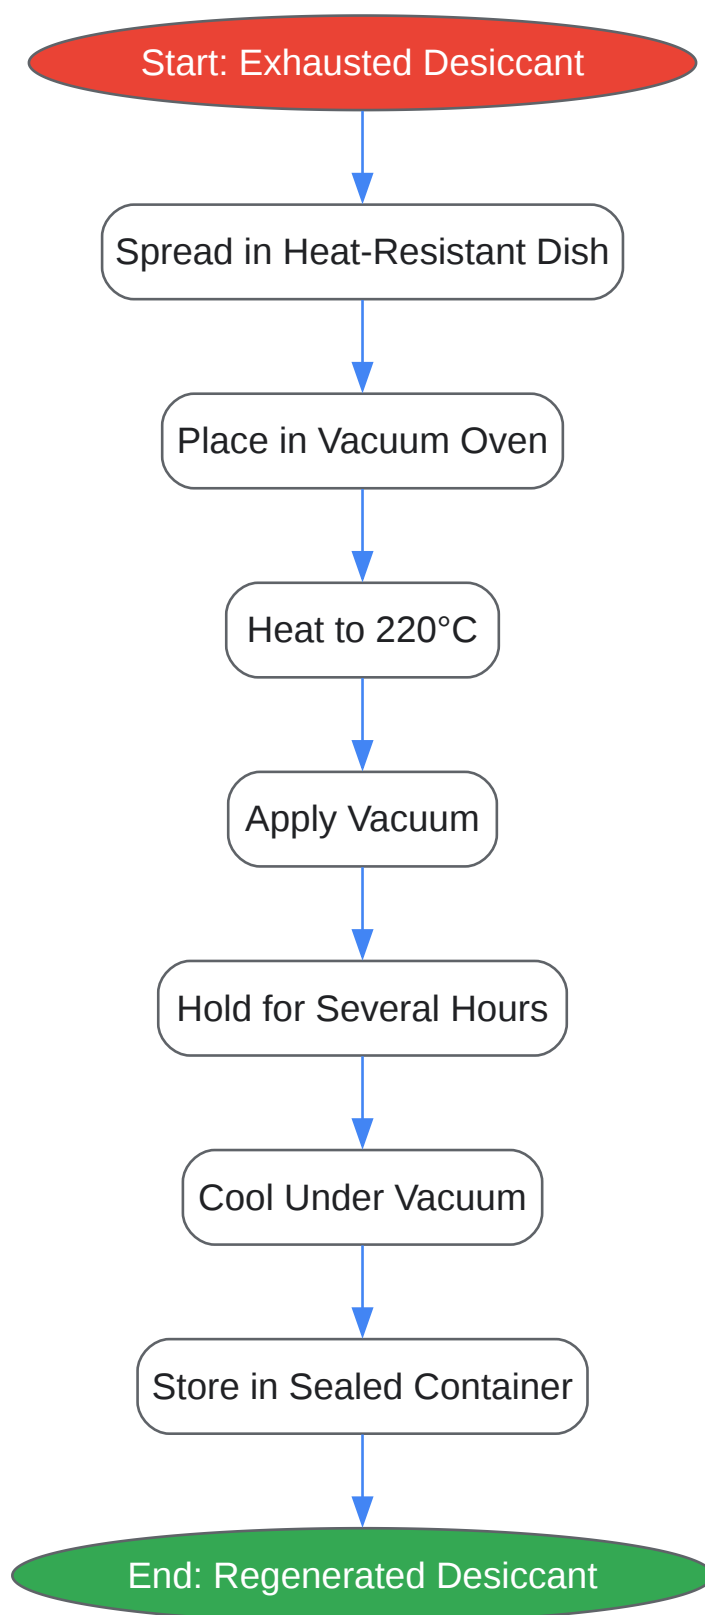 Start: Exhausted Desiccant
Spread in Heat-Resistant Dish
Place in Vacuum Oven
Heat to 220°C
Apply Vacuum
Hold for Several Hours
Cool Under Vacuum
Store in Sealed Container
End: Regenerated Desiccant